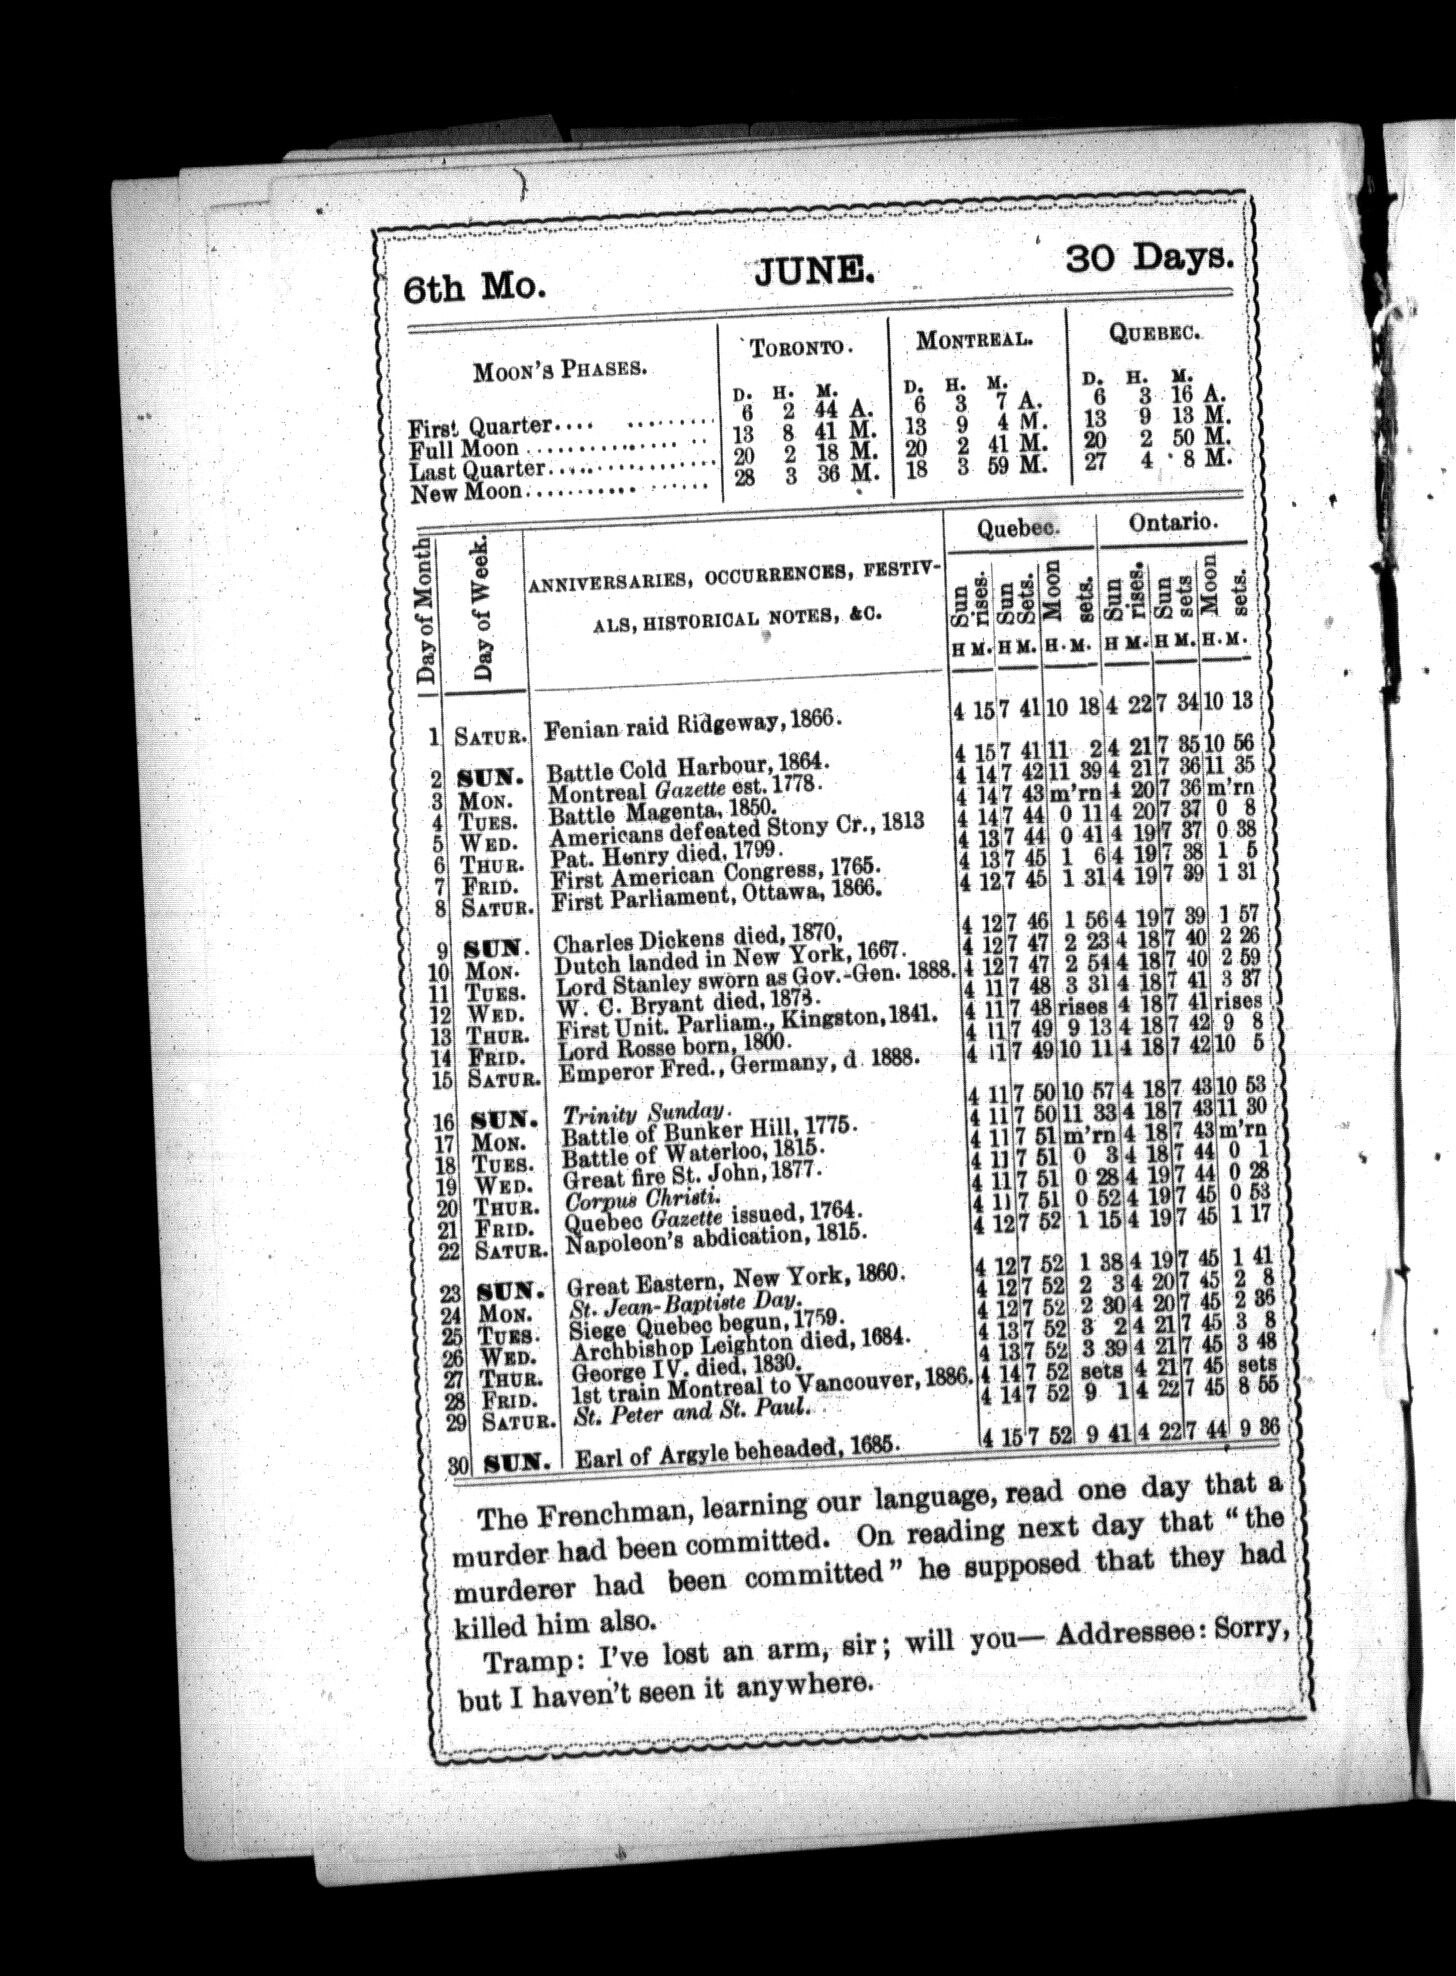 6th Mo. JUNE. 30 Days.
MOON'S PHASES. TORONTO. MONTREAL. QUEBEC.
D. H. M. D. H. M. D. H. M.
First Quarter.... ......... 6 2 44 A. 6 3 7 A. 6 3 16 A.
Full Moon .................. 13 8 41 M. 13 9 4 M. 13 9 13 M.
Last Quarter................. 20 2 18 M. 20 2 41 M. 20 2 50 M.
New Moon........... ...... 28 3 36 M. 18 3 59 M. 27 4 8 M.
Day of Month Day of Week. ANNIVERSARIES, OCCURRENCES, FESTIV-
ALS, HISTORICAL NOTES, &C. Quebec. Ontario.
Sun rises. Sun Sets. Moon sets. Sun rises. Sun sets Moon sets.
H M. H M. H. M. H M. H M. H. M.
1 SATUR. Fenian raid Ridgeway, 1866. 4 15 7 41 10 18 4 22 7 34 10 13
2 SUN. Battle Cold Harbour, 1864. 4 15 7 41 11 2 4 21 7 35 10 56
3 MON. Montreal Gazette est. 1778. 4 14 7 42 11 39 4 21 7 36 11 35
4 TUES. Battle Magenta, 1850. 4 14 7 43 m'rn 4 20 7 36 m'rn
5 WED. Americans defeated Stony Cr., 1813 4 14 7 44 0 11 4 20 7 37 0 8
6 THUR. Pat. Henry died, 1799. 4 13 7 44 0 41 4 19 7 37 0 38
7 FRID. First American Congress, 1765. 4 13 7 45 1 6 4 19 7 38 1 5
8 SATUR. First Parliament, Ottawa, 1866. 4 12 7 45 1 31 4 19 7 39 1 31
9 SUN. Charles Dickens died, 1870, 4 12 7 46 1 56 4 19 7 39 1 57
10 MON. Dutch landed in New York, 1667. 4 12 7 47 2 23 4 18 7 40 2 26
11 TUES. Lord Stanley sworn as Gov.-Gen. 1888. 4 12 7 47 2 54 4 18 7 40 2 59
12 WED. W. C. Bryant died, 1878. 4 11 7 48 3 31 4 18 7 41 3 37
13 THUR. First Unit. Parliam., Kingston, 1841. 4 11 7 48 rises 4 18 7 41 rises
14 FRID. Lord Rosse born, 1800. 4 11 7 49 9 13 4 18 7 42 9 8
15 SATUR. Emperor Fred., Germany, d. 1888. 4 11 7 49 10 11 4 18 7 42 10 5
16 SUN. Trinity Sunday. 4 11 7 50 10 57 4 18 7 43 10 53
17 MON. Battle of Bunker Hill, 1775. 4 11 7 50 11 33 4 18 7 43 11 30
18 TUES. Battle of Waterloo, 1815. 4 11 7 51 m'rn 4 18 7 43 m'rn
19 WED. Great fire St. John, 1877. 4 11 7 51 0 3 4 18 7 44 0 1
20 THUR. Corpus Christi. 4 11 7 51 0 28 4 19 7 44 0 28
21 FRID. Quebec Gazette issued, 1764. 4 11 7 51 0 52 4 19 7 45 0 53
22 SATUR. Napoleon's abdication, 1815. 4 12 7 52 1 15 4 19 7 45 1 17
23 SUN. Great Eastern, New York, 1860. 4 12 7 52 1 38 4 19 7 45 1 41
24 MON. St. Jean-Baptiste Day. 4 12 7 52 2 3 4 20 7 45 2 8
25 TUES. Siege Quebec begun, 1759. 4 12 7 52 2 30 4 20 7 45 2 36
26 WED. Archbishop Leighton died, 1684. 4 13 7 52 3 2 4 21 7 45 3 8
27 THUR. George IV. died, 1830. 4 13 7 52 3 39 4 21 7 45 3 48
28 FRID. 1st train Montreal to Vancouver, 1886. 4 14 7 52 sets 4 21 7 45 sets
29 SATUR. St. Peter and St. Paul. 4 14 7 52 9 1 4 22 7 45 8 55
30 SUN. Earl of Argyle beheaded, 1685. 4 15 7 52 9 41 4 22 7 44 9 36
The Frenchman, learning our language, read one day that a
murder had been committed. On reading next day that "the
murderer had been committed" he supposed that they had
killed him also.
Tramp: I've lost an arm, sir; will you— Addressee: Sorry,
but I haven't seen it anywhere.